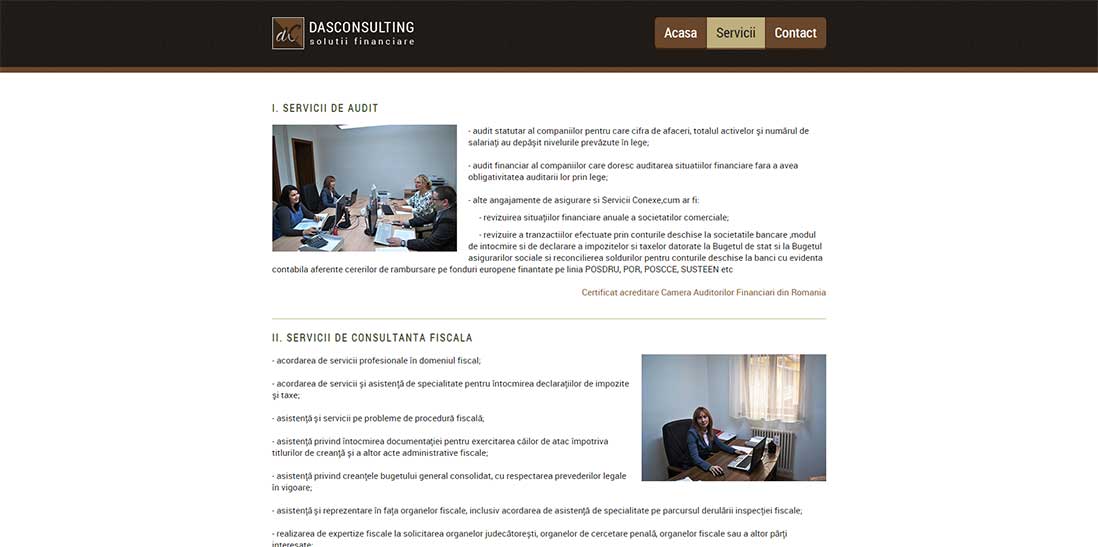 dC
DASCONSULTING
solutii financiare
Acasa
Servicii
Contact
I. SERVICII DE AUDIT
- audit statutar al companiilor pentru care cifra de afaceri, totalul activelor şi numărul de
salariaţi au depăşit nivelurile prevăzute în lege;
- audit financiar al companiilor care doresc auditarea situatiilor financiare fara a avea
obligativitatea auditarii lor prin lege;
- alte angajamente de asigurare si Servicii Conexe,cum ar fi:
- revizuirea situaţiilor financiare anuale a societatilor comerciale;
- revizuire a tranzactiilor efectuate prin conturile deschise la societatile bancare ,modul
de intocmire si de declarare a impozitelor si taxelor datorate la Bugetul de stat si la Bugetul
asigurarilor sociale si reconcilierea soldurilor pentru conturile deschise la banci cu evidenta
contabila aferente cererilor de rambursare pe fonduri europene finantate pe linia POSDRU, POR, POSCCE, SUSTEEN etc
Certificat acreditare Camera Auditorilor Financiari din Romania
II. SERVICII DE CONSULTANTA FISCALA
- acordarea de servicii profesionale în domeniul fiscal;
- acordarea de servicii şi asistenţă de specialitate pentru întocmirea declaraţiilor de impozite
şi taxe;
- asistenţă şi servicii pe probleme de procedură fiscală;
- asistenţă privind întocmirea documentaţiei pentru exercitarea căilor de atac împotriva
titlurilor de creanţă şi a altor acte administrative fiscale;
- asistenţă privind creanţele bugetului general consolidat, cu respectarea prevederilor legale
în vigoare;
- asistenţă şi reprezentare în faţa organelor fiscale, inclusiv acordarea de asistenţă de specialitate pe parcursul derulării inspecţiei fiscale;
- realizarea de expertize fiscale la solicitarea organelor judecătoreşti, organelor de cercetare penală, organelor fiscale sau a altor părţi
interesate;